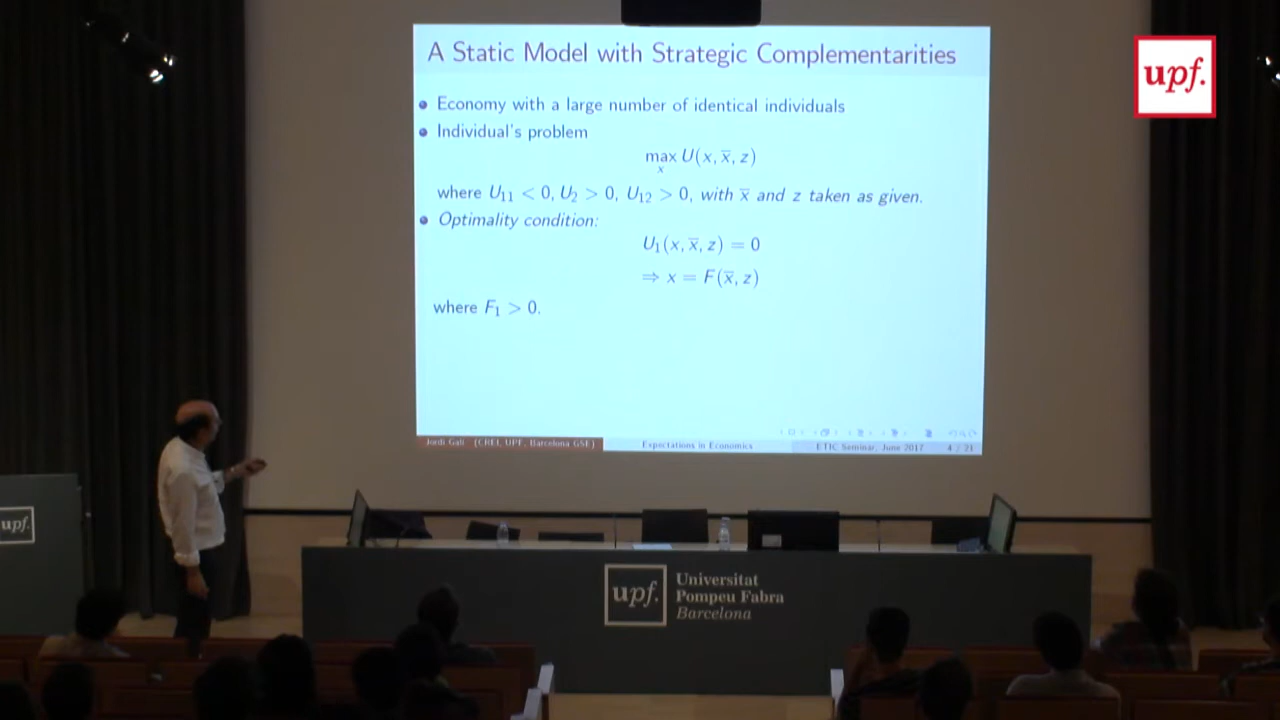 A Static Model with Strategic Complementarities
Economy with a large number of identical individuals
Individual's problem
max U(x, x̄, z)
x
where U₁₁ < 0, U₂ > 0, U₁₂ > 0, with x̄ and z taken as given.
Optimality condition:
U₁(x, x̄, z) = 0
⇒ x = F(x̄, z)
where F₁ > 0.
Jordi Galí (CREI, UPF, Barcelona GSE)
Expectations in Economics
ETIC Seminar, June 2017
4 / 21
upf.
upf.
upf.
Universitat
Pompeu Fabra
Barcelona